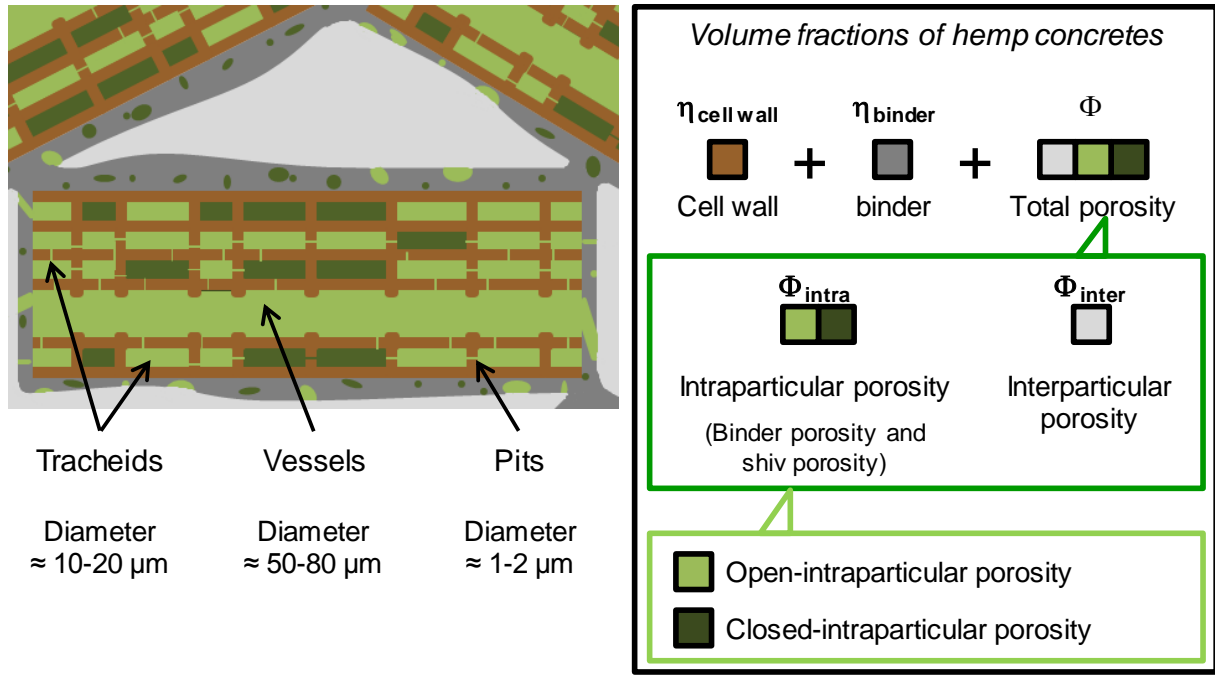 Tracheids
Vessels
Pits
Diameter
≈ 10-20 µm
Diameter
≈ 50-80 µm
Diameter
≈ 1-2 µm
Volume fractions of hemp concretes
η cell wall
η binder
Φ
+
+
Cell wall
binder
Total porosity
Φ intra
Φ inter
Intraparticular porosity
(Binder porosity and
shiv porosity)
Interparticular
porosity
Open-intraparticular porosity
Closed-intraparticular porosity